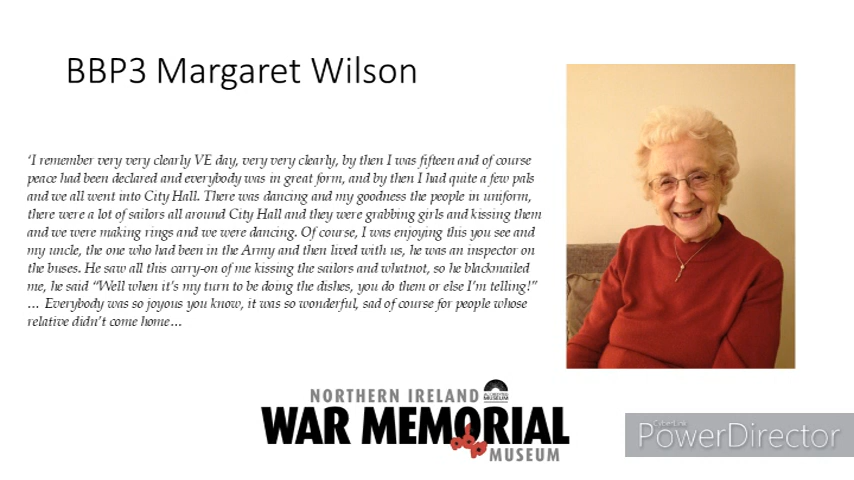 BBP3 Margaret Wilson
‘I remember very very clearly VE day, very very clearly, by then I was fifteen and of course
peace had been declared and everybody was in great form, and by then I had quite a few pals
and we all went into City Hall. There was dancing and my goodness the people in uniform,
there were a lot of sailors all around City Hall and they were grabbing girls and kissing them
and we were making rings and we were dancing. Of course, I was enjoying this you see and
my uncle, the one who had been in the Army and then lived with us, he was an inspector on
the buses. He saw all this carry-on of me kissing the sailors and whatnot, so he blackmailed
me, he said “Well when it’s my turn to be doing the dishes, you do them or else I’m telling!”
… Everybody was so joyous you know, it was so wonderful, sad of course for people whose
relative didn’t come home…
NORTHERN IRELAND
WAR MEMORIAL
MUSEUM
CyberLink
PowerDirector